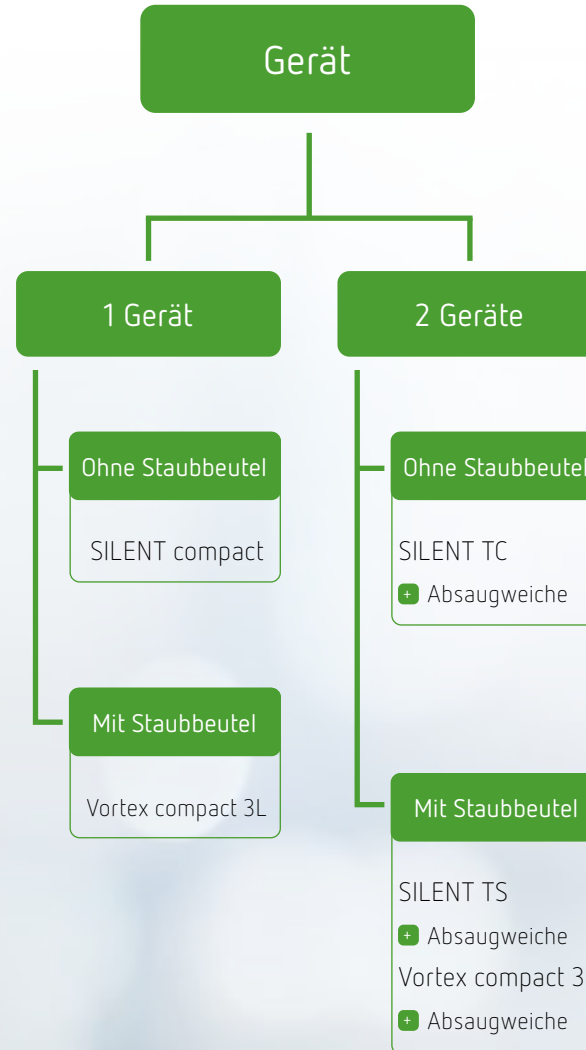 Gerät
1 Gerät
Ohne Staubbeutel
SILENT compact
Mit Staubbeutel
Vortex compact 3L
2 Geräte
Ohne Staubbeutel
SILENT TC
+ Absaugweiche
Mit Staubbeutel
SILENT TS
+ Absaugweiche
Vortex compact 3
+ Absaugweiche